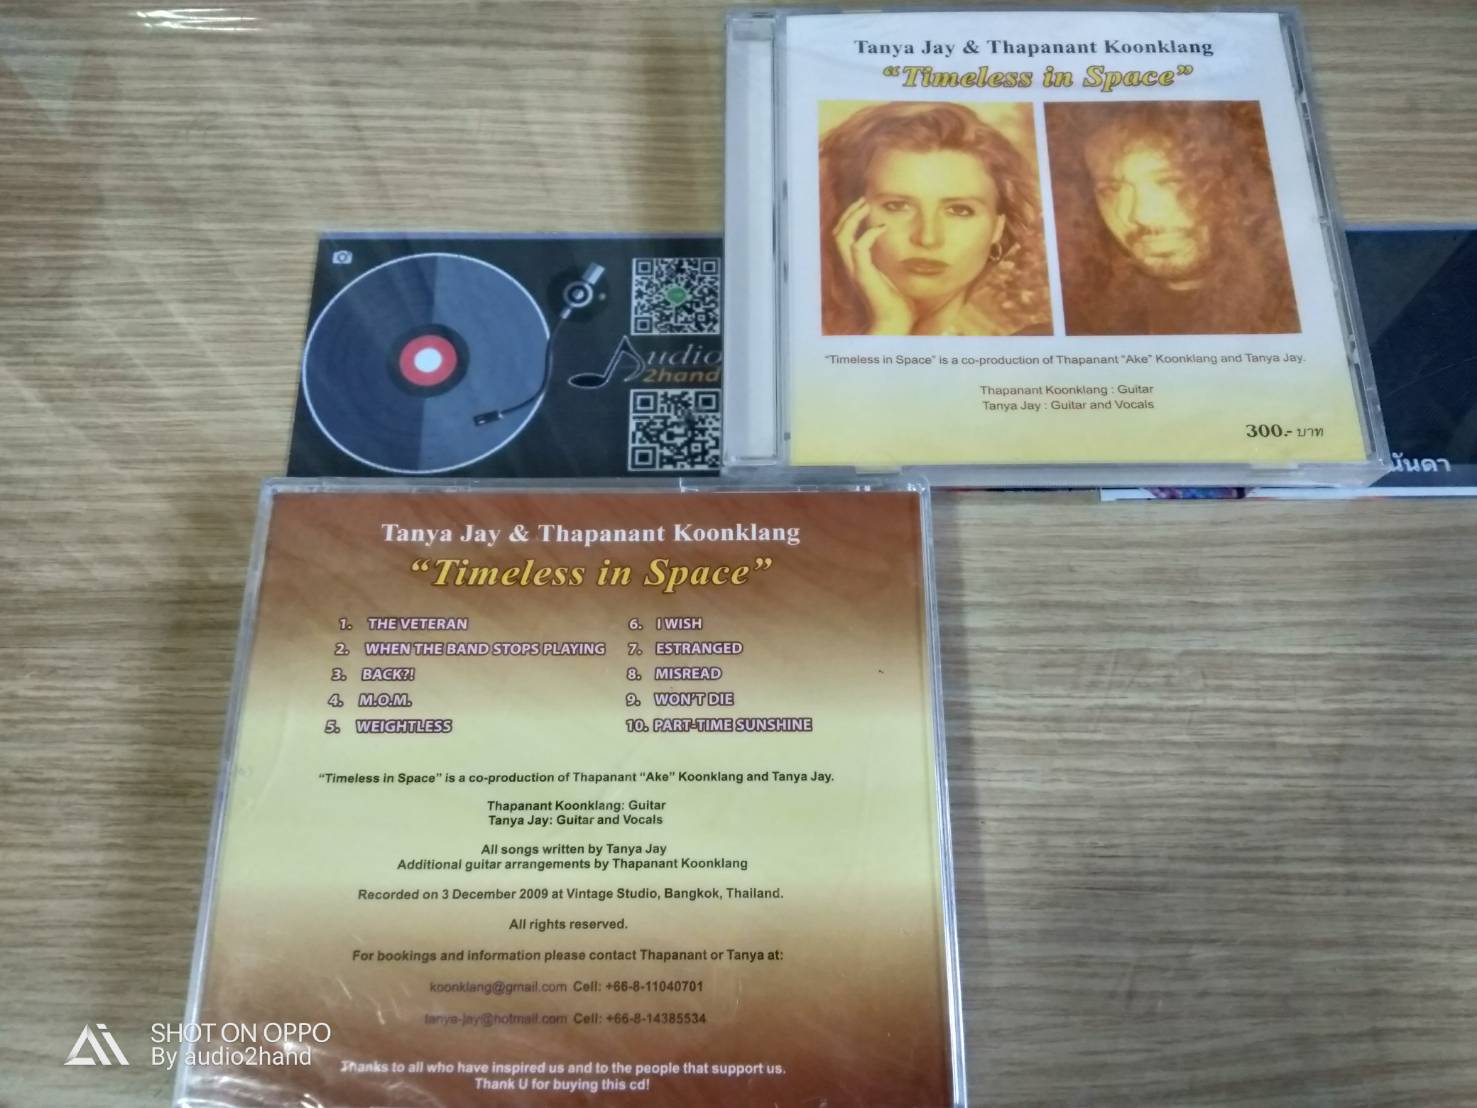 Tanya Jay & Thapanant Koonklang
“Timeless in Space”
“Timeless in Space” is a co-production of Thapanant “Ake” Koonklang and Tanya Jay.
Thapanant Koonklang : Guitar
Tanya Jay : Guitar and Vocals
300.- บาท
udio
2hand
นันดา
Tanya Jay & Thapanant Koonklang
“Timeless in Space”
1. THE VETERAN
2. WHEN THE BAND STOPS PLAYING
3. BACK?!
4. M.O.M.
5. WEIGHTLESS
6. I WISH
7. ESTRANGED
8. MISREAD
9. WON'T DIE
10. PART-TIME SUNSHINE
“Timeless in Space” is a co-production of Thapanant “Ake” Koonklang and Tanya Jay.
Thapanant Koonklang: Guitar
Tanya Jay: Guitar and Vocals
All songs written by Tanya Jay
Additional guitar arrangements by Thapanant Koonklang
Recorded on 3 December 2009 at Vintage Studio, Bangkok, Thailand.
All rights reserved.
For bookings and information please contact Thapanant or Tanya at:
koonklang@gmail.com Cell: +66-8-11040701
tanya-jay@hotmail.com Cell: +66-8-14385534
Thanks to all who have inspired us and to the people that support us.
Thank U for buying this cd!
SHOT ON OPPO
By audio2hand